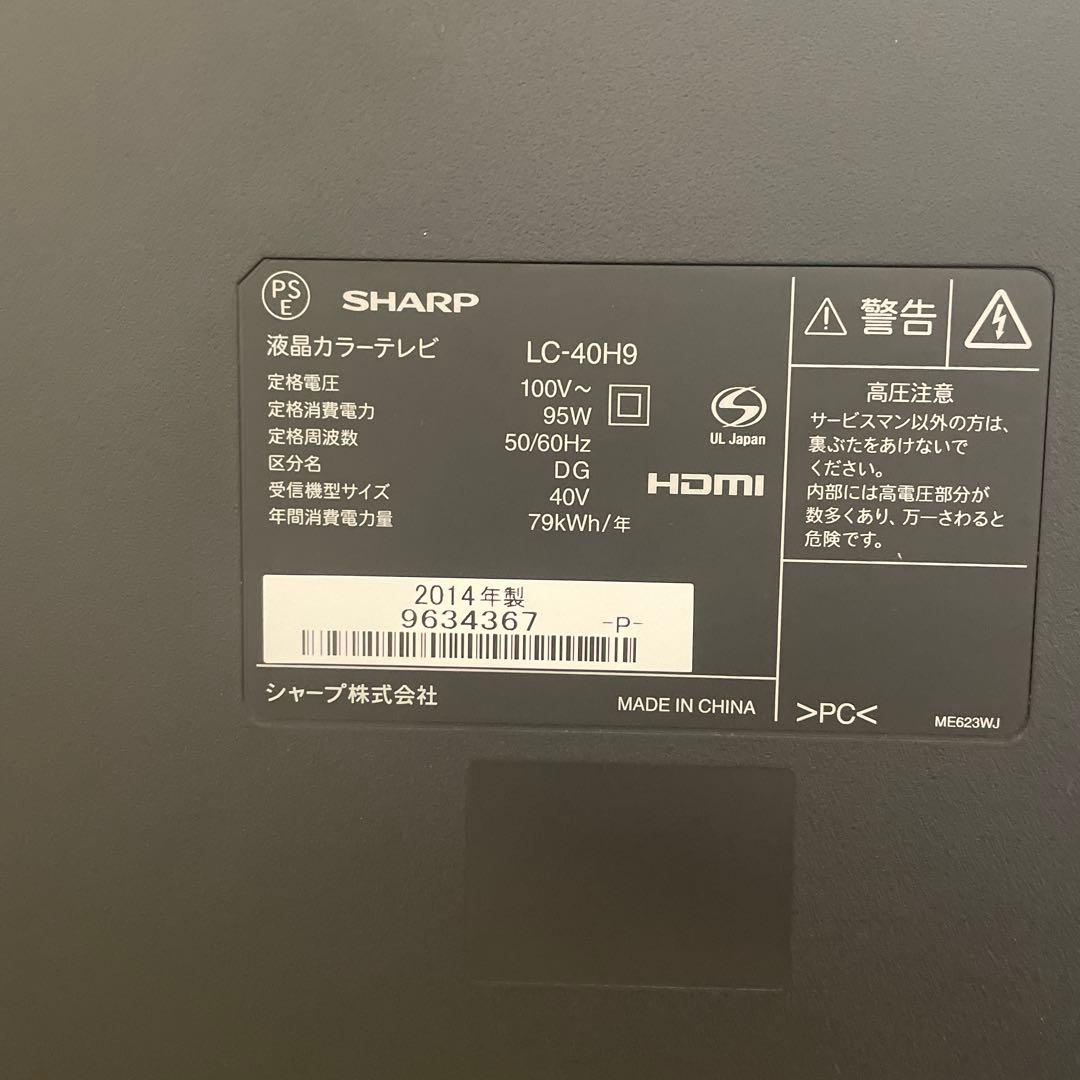 PSE
SHARP
液晶カラーテレビ LC-40H9
定格電圧 100V～
定格消費電力 95W
定格周波数 50/60Hz
区分名 DG
受信機型サイズ 40V
年間消費電力量 79kWh/年
UL Japan
HDMI
2014年製
9634367 -P-
シャープ株式会社 MADE IN CHINA
警告
高圧注意
サービスマン以外の方は、
裏ぶたをあけないで
ください。
内部には高電圧部分が
数多くあり、万一さわると
危険です。
>PC< ME623WJ